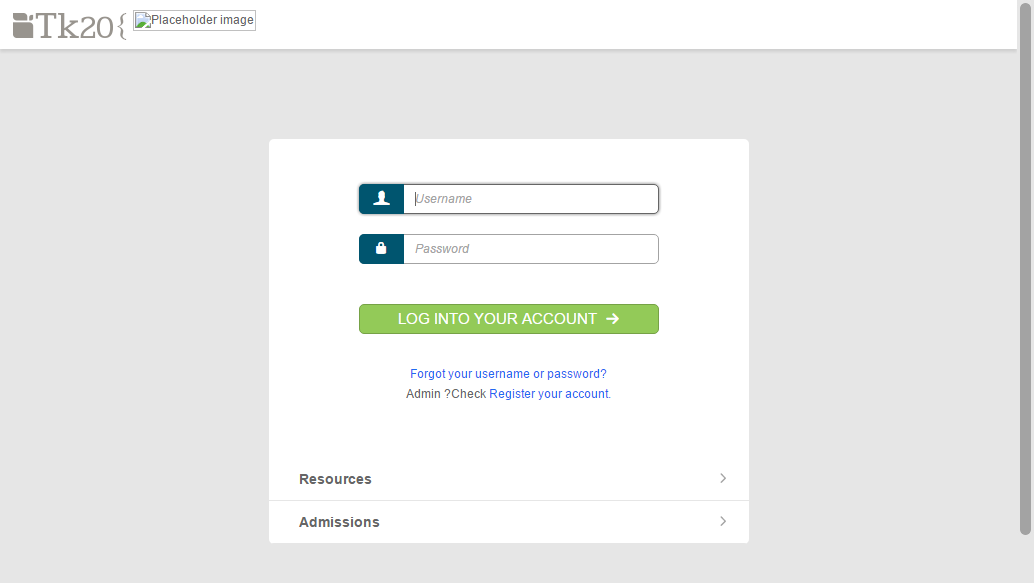 Tk20{
Placeholder image
Username
Password
LOG INTO YOUR ACCOUNT
Forgot your username or password?
Admin ?Check Register your account.
Resources
Admissions